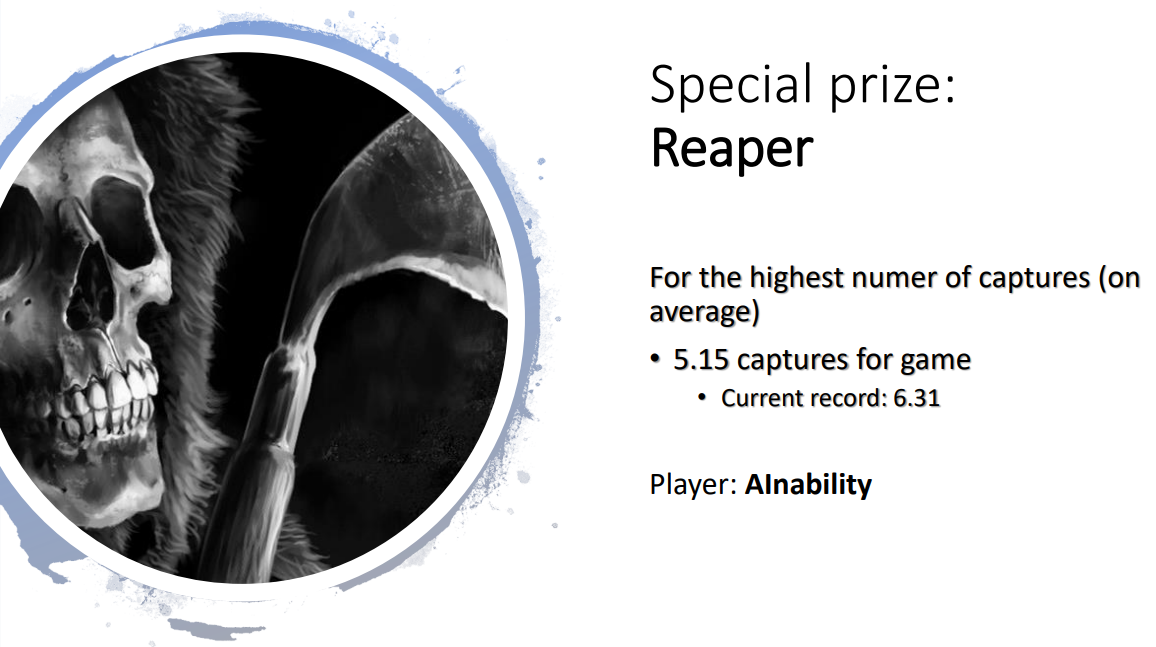 Special prize:
Reaper
For the highest numer of captures (on
average)
• 5.15 captures for game
• Current record: 6.31
Player: AInability